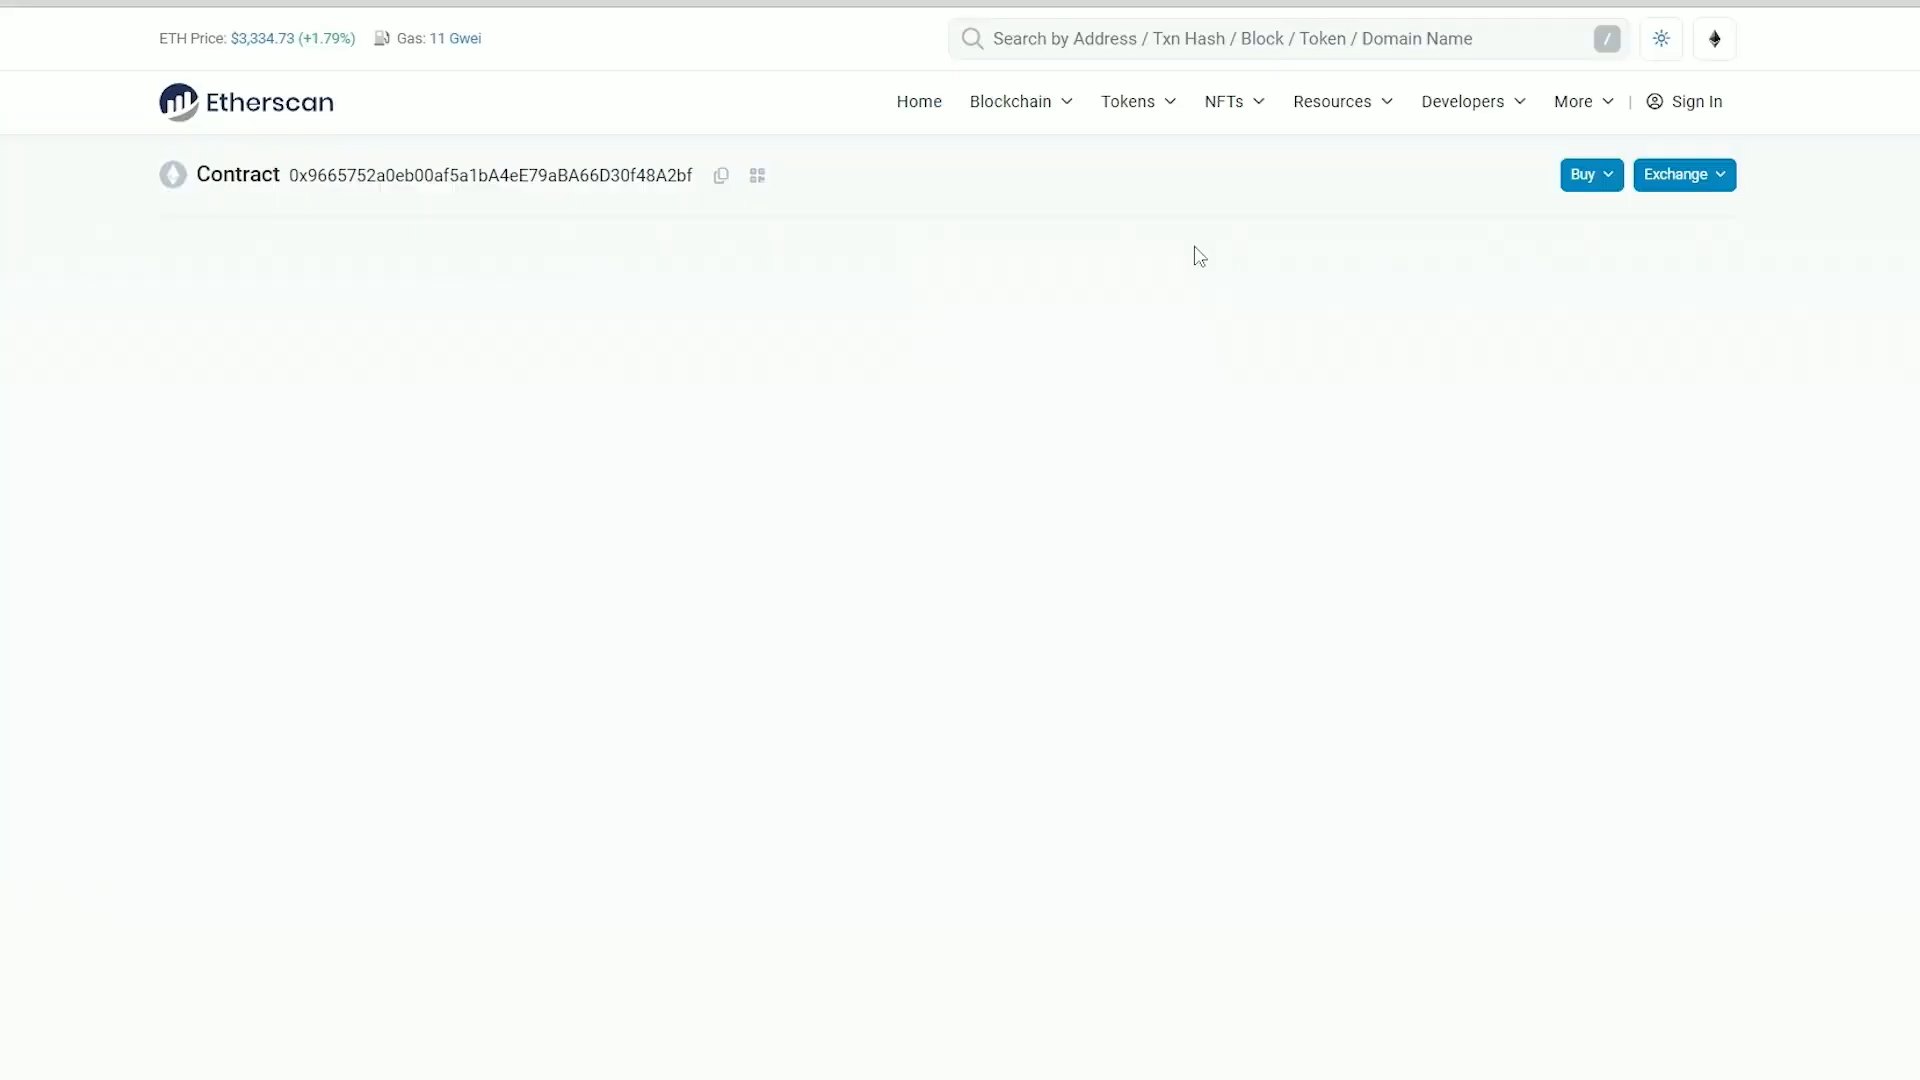 ETH Price: $3,334.73 (+1.79%) Gas: 11 Gwei
Search by Address / Txn Hash / Block / Token / Domain Name /
Etherscan
Home Blockchain Tokens NFTs Resources Developers More | Sign In
Contract 0x9665752a0eb00af5a1bA4eE79aBA66D30f48A2bf
Buy Exchange